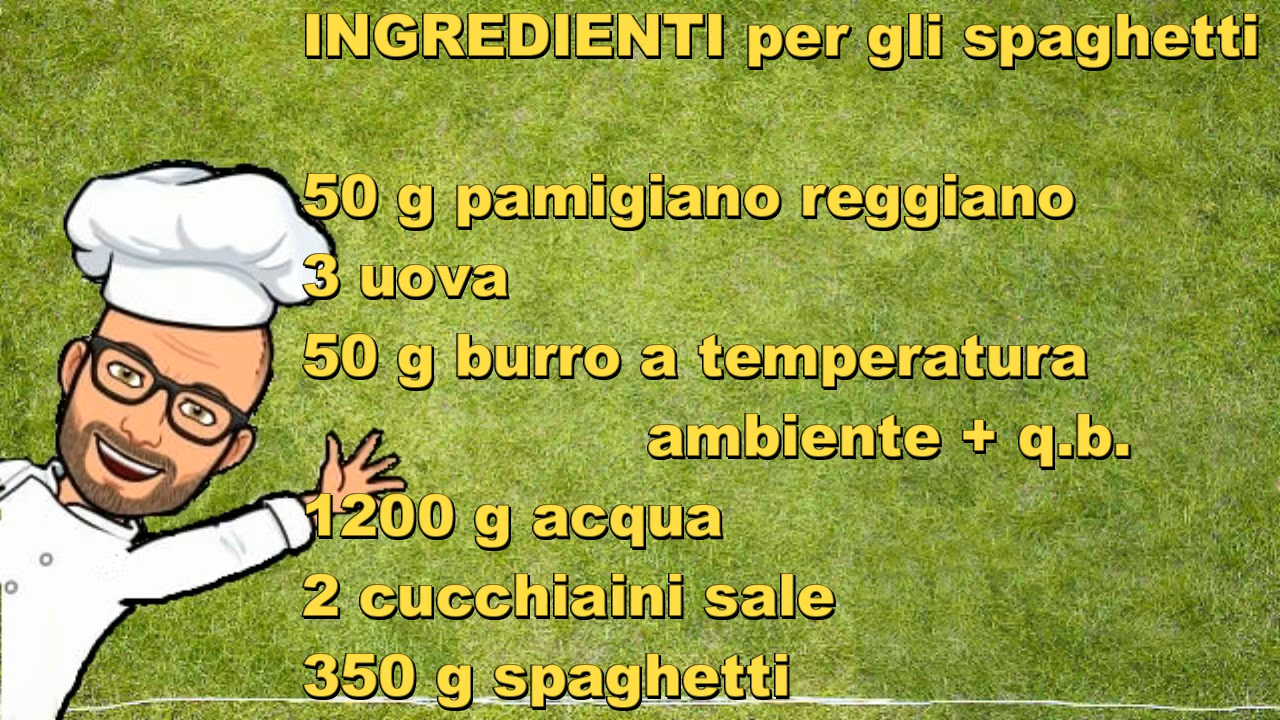 INGREDIENTI per gli spaghetti
50 g pamigiano reggiano
3 uova
50 g burro a temperatura
ambiente + q.b.
1200 g acqua
2 cucchiaini sale
350 g spaghetti